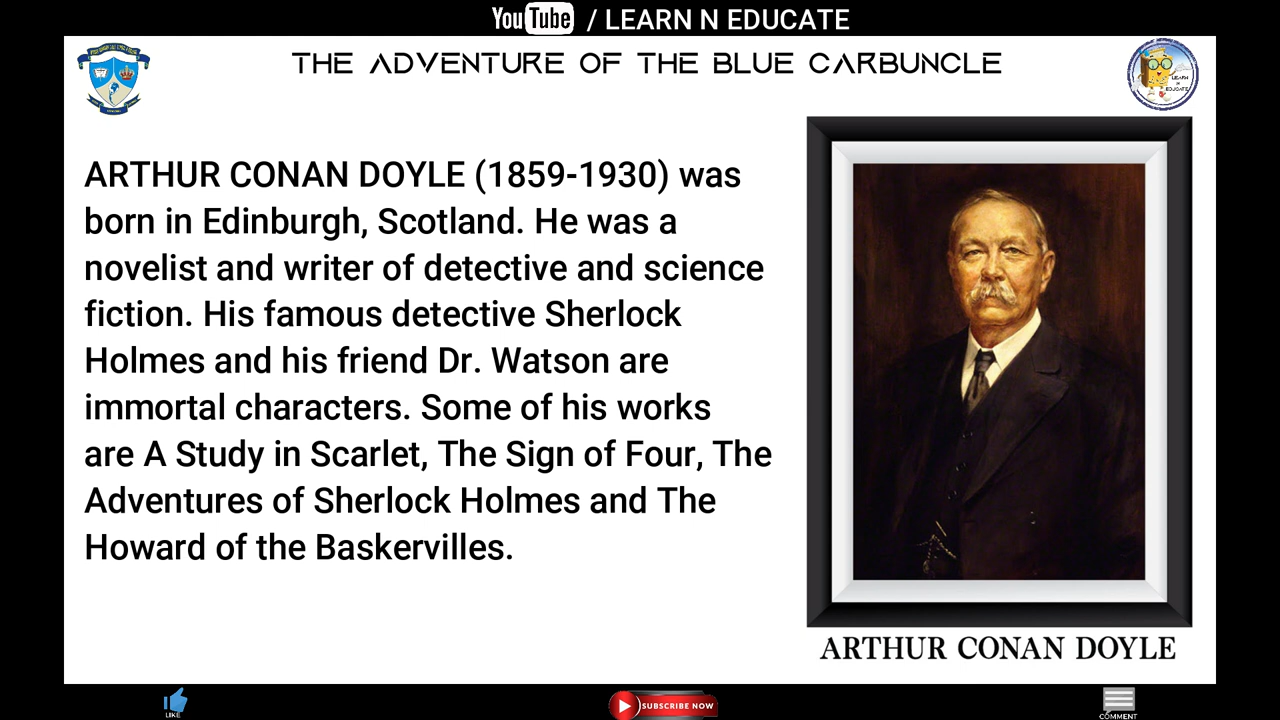 YouTube / LEARN N EDUCATE
THE ADVENTURE OF THE BLUE CARBUNCLE
LEARN
N
EDUCATE
ARTHUR CONAN DOYLE (1859-1930) was
born in Edinburgh, Scotland. He was a
novelist and writer of detective and science
fiction. His famous detective Sherlock
Holmes and his friend Dr. Watson are
immortal characters. Some of his works
are A Study in Scarlet, The Sign of Four, The
Adventures of Sherlock Holmes and The
Howard of the Baskervilles.
ARTHUR CONAN DOYLE
LIKE
SUBSCRIBE NOW
COMMENT